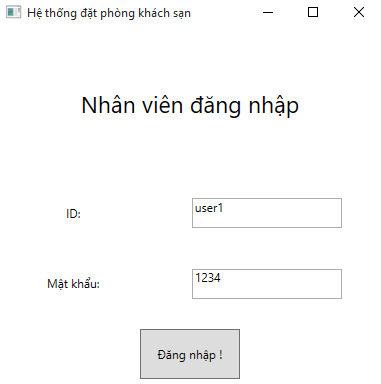 Hệ thống đặt phòng khách sạn
Nhân viên đăng nhập
ID:
user1
Mật khẩu:
1234
Đăng nhập !